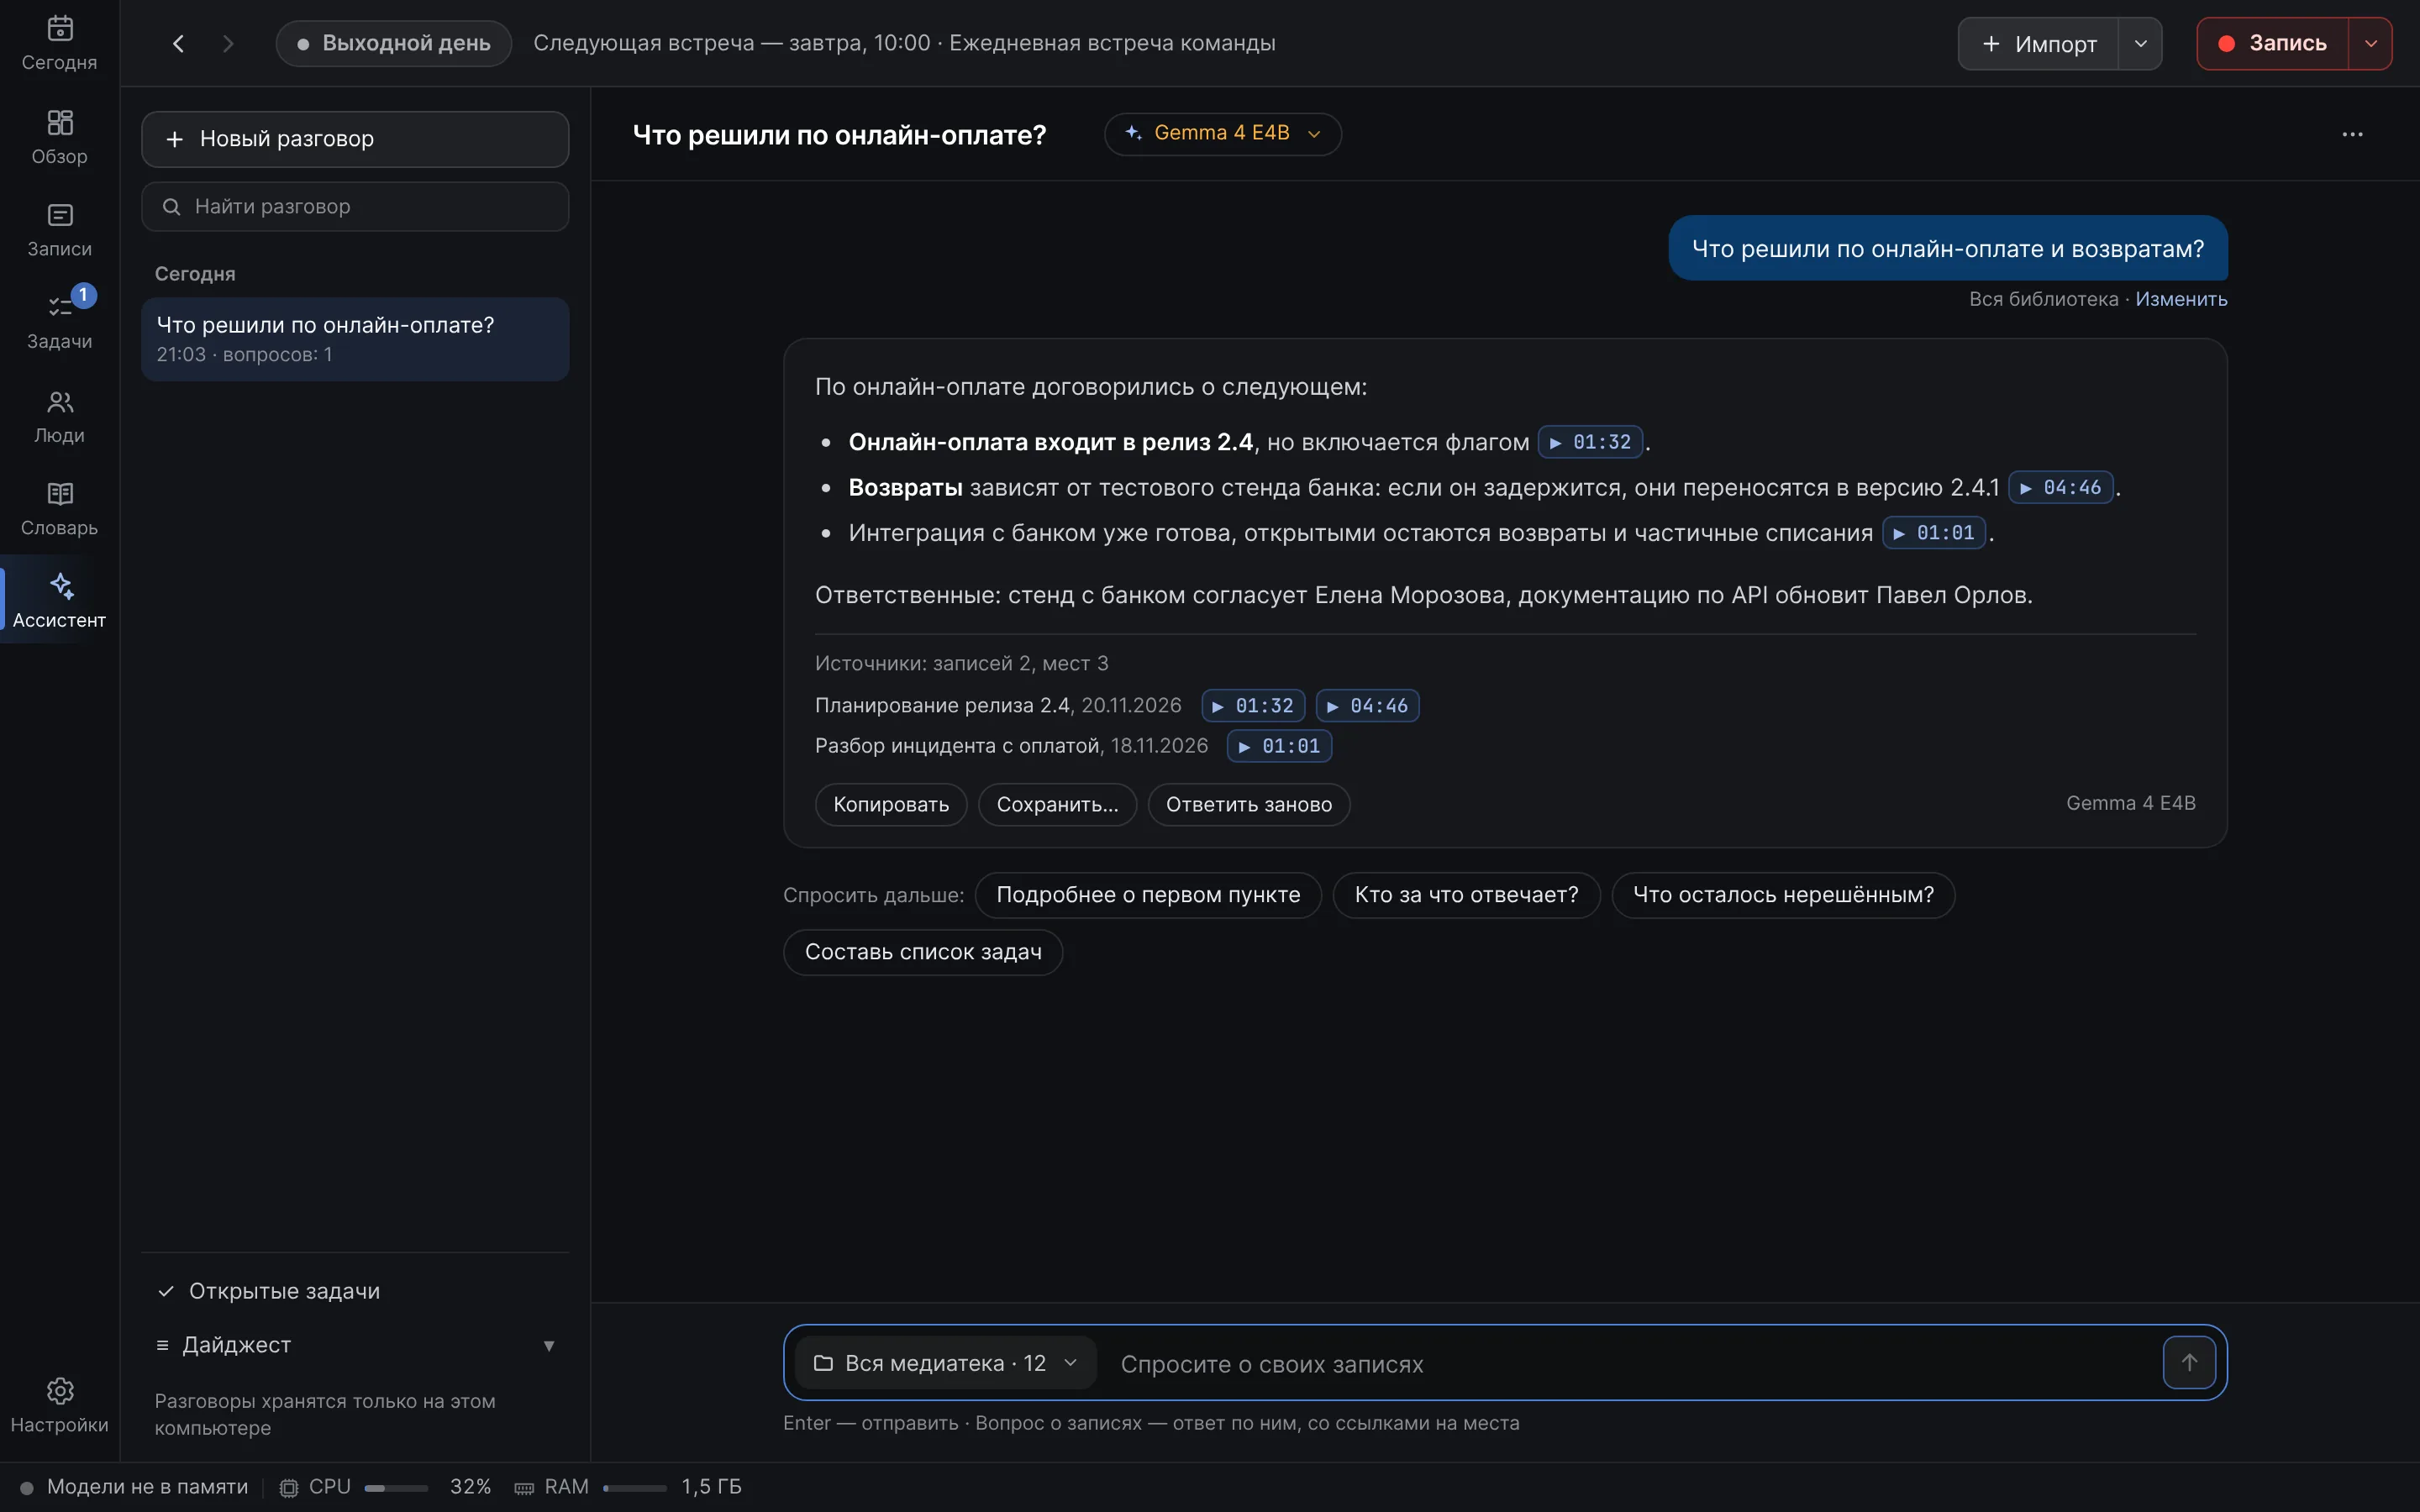 Сегодня
Обзор
Записи
1
Задачи
Люди
Словарь
Ассистент
Настройки
Выходной день
Следующая встреча — завтра, 10:00 · Ежедневная встреча команды
Импорт
Запись
Новый разговор
Найти разговор
Сегодня
Что решили по онлайн-оплате?
21:03 · вопросов: 1
Открытые задачи
Дайджест
Разговоры хранятся только на этом
компьютере
Что решили по онлайн-оплате?
Gemma 4 E4B
Что решили по онлайн-оплате и возвратам?
Вся библиотека · Изменить
По онлайн-оплате договорились о следующем:
• Онлайн-оплата входит в релиз 2.4, но включается флагом ▶ 01:32.
• Возвраты зависят от тестового стенда банка: если он задержится, они переносятся в версию 2.4.1 ▶ 04:46.
• Интеграция с банком уже готова, открытыми остаются возвраты и частичные списания ▶ 01:01.
Ответственные: стенд с банком согласует Елена Морозова, документацию по API обновит Павел Орлов.
Источники: записей 2, мест 3
Планирование релиза 2.4, 20.11.2026 ▶ 01:32 ▶ 04:46
Разбор инцидента с оплатой, 18.11.2026 ▶ 01:01
Копировать Сохранить... Ответить заново
Gemma 4 E4B
Спросить дальше: Подробнее о первом пункте Кто за что отвечает? Что осталось нерешённым?
Составь список задач
Вся медиатека · 12
Спросите о своих записях
Enter — отправить · Вопрос о записях — ответ по ним, со ссылками на места
Модели не в памяти CPU 32% RAM 1,5 ГБ